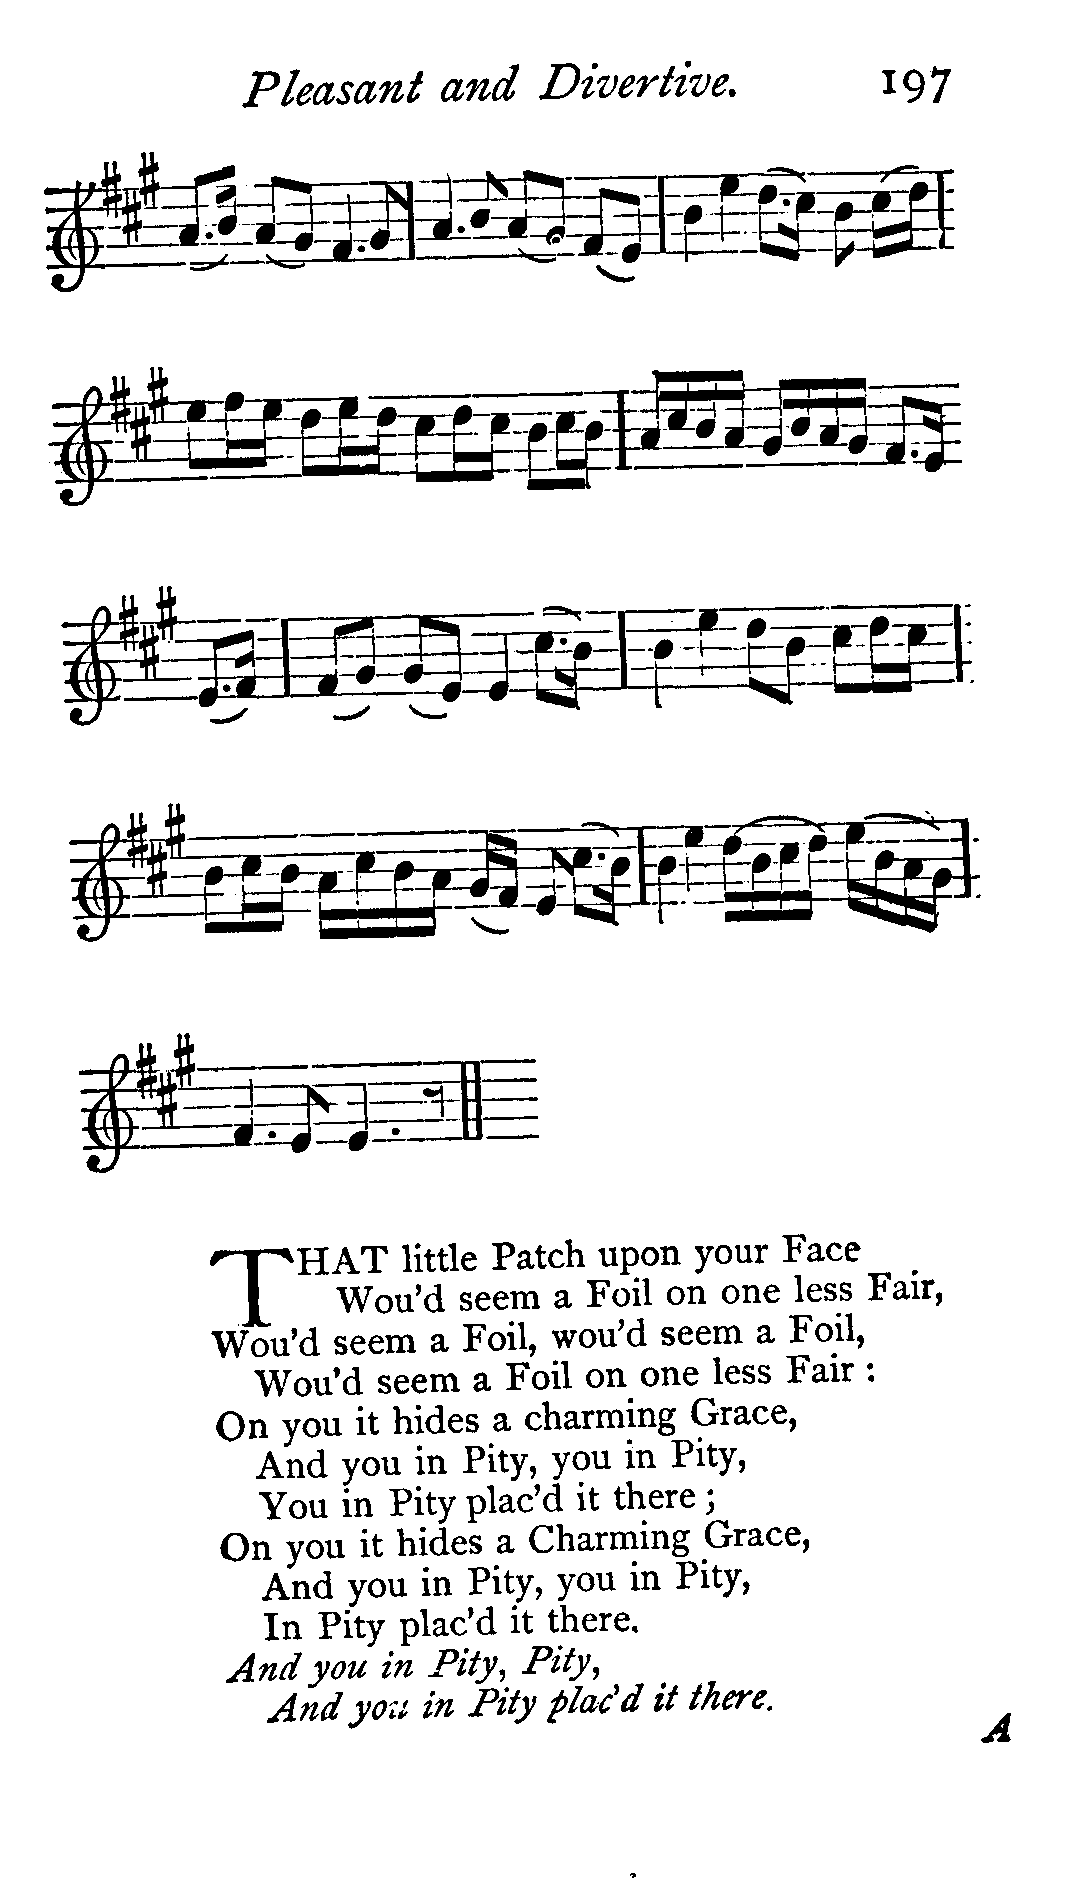 Pleasant and Divertive. 197
THAT little Patch upon your Face
Wou'd seem a Foil on one less Fair,
Wou'd seem a Foil, wou'd seem a Foil,
Wou'd seem a Foil on one less Fair :
On you it hides a charming Grace,
And you in Pity, you in Pity,
You in Pity plac'd it there ;
On you it hides a Charming Grace,
And you in Pity, you in Pity,
In Pity plac'd it there.
And you in Pity, Pity,
And you in Pity plac'd it there.
A